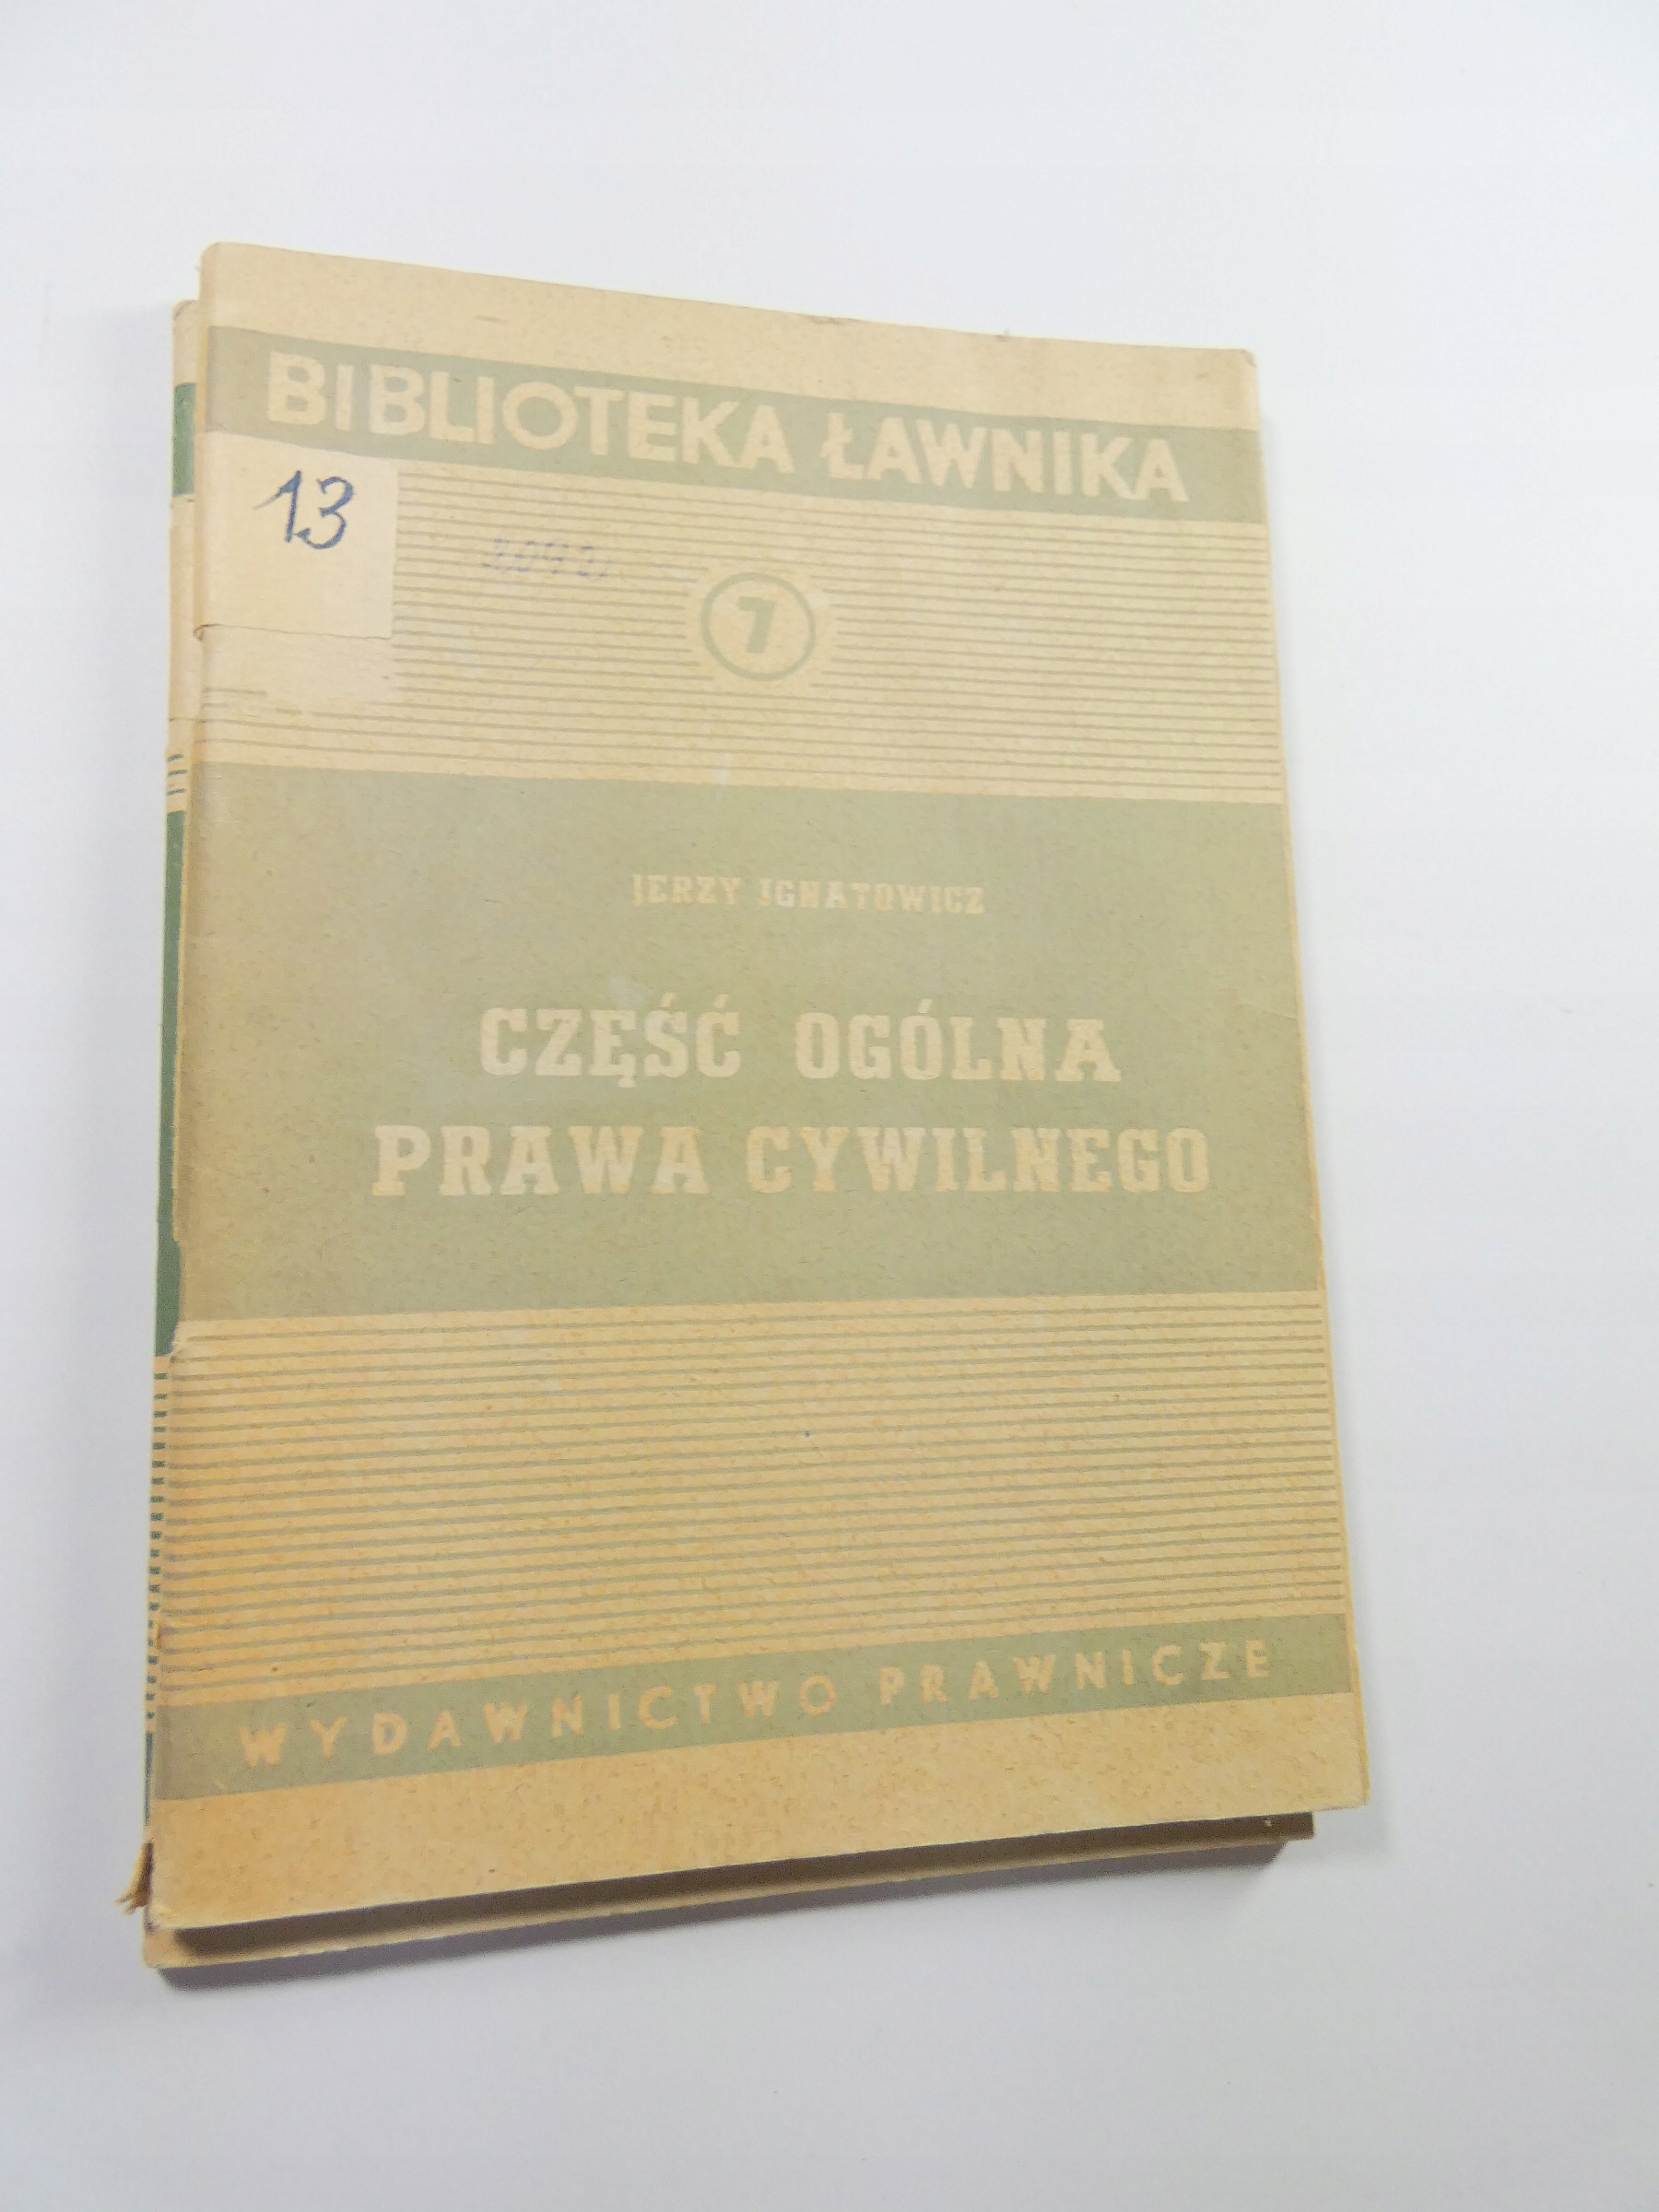 BIBLIOTEKA ŁAWNIKA
13
7
JERZY IGNATOWICZ
CZĘŚĆ OGÓLNA
PRAWA CYWILNEGO
WYDAWNICTWO PRAWNICZE